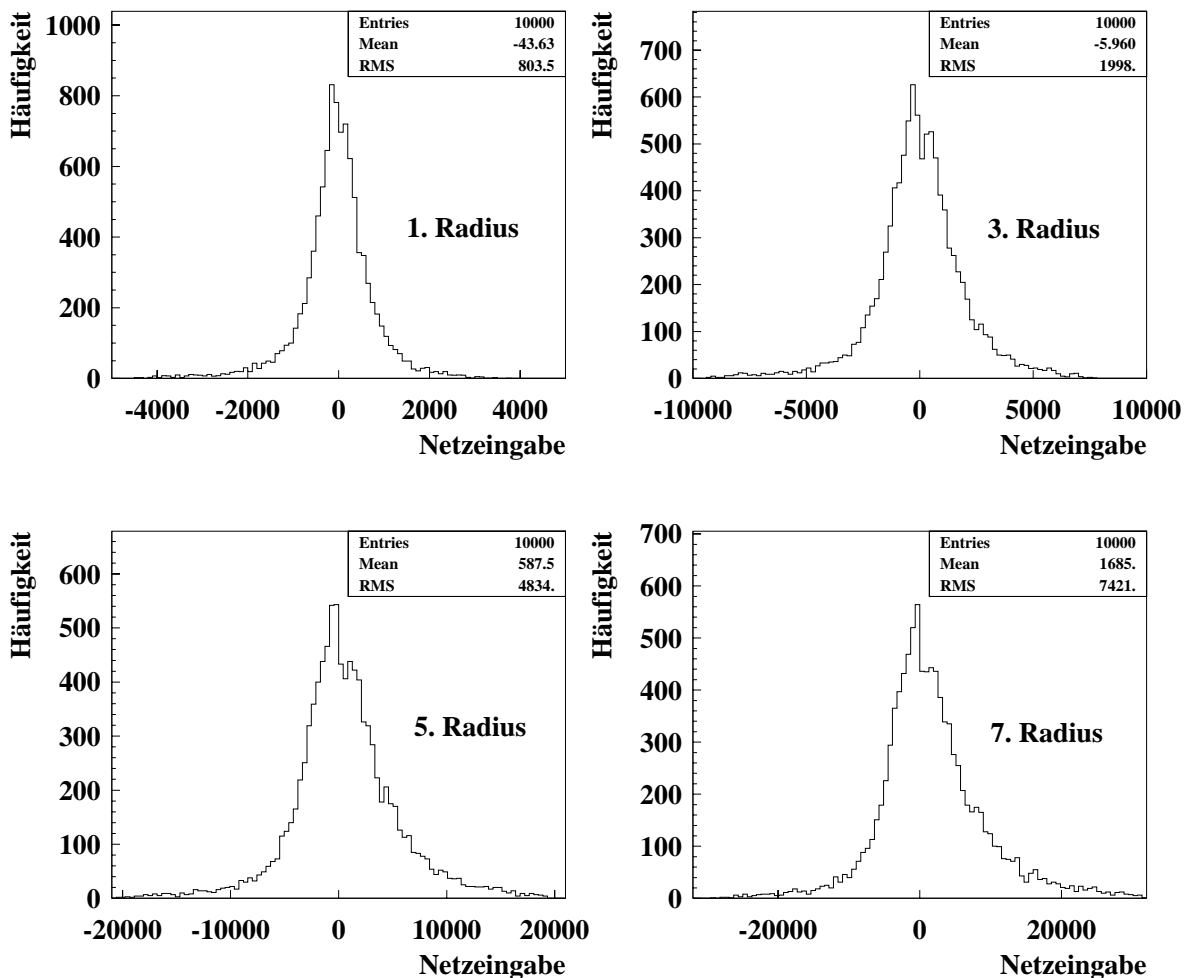 Häufigkeit
1040
800
600
400
200
0
-4000 -2000 0 2000 4000
Netzeingabe
Entries 10000
Mean -43.63
RMS 803.5
1. Radius
Häufigkeit
700
600
500
400
300
200
100
0
-10000 -5000 0 5000 10000
Netzeingabe
Entries 10000
Mean -5.960
RMS 1998.
3. Radius
Häufigkeit
600
500
400
300
200
100
0
-20000 -10000 0 10000 20000
Netzeingabe
Entries 10000
Mean 587.5
RMS 4834.
5. Radius
Häufigkeit
700
600
500
400
300
200
100
0
-20000 0 20000
Netzeingabe
Entries 10000
Mean 1685.
RMS 7421.
7. Radius